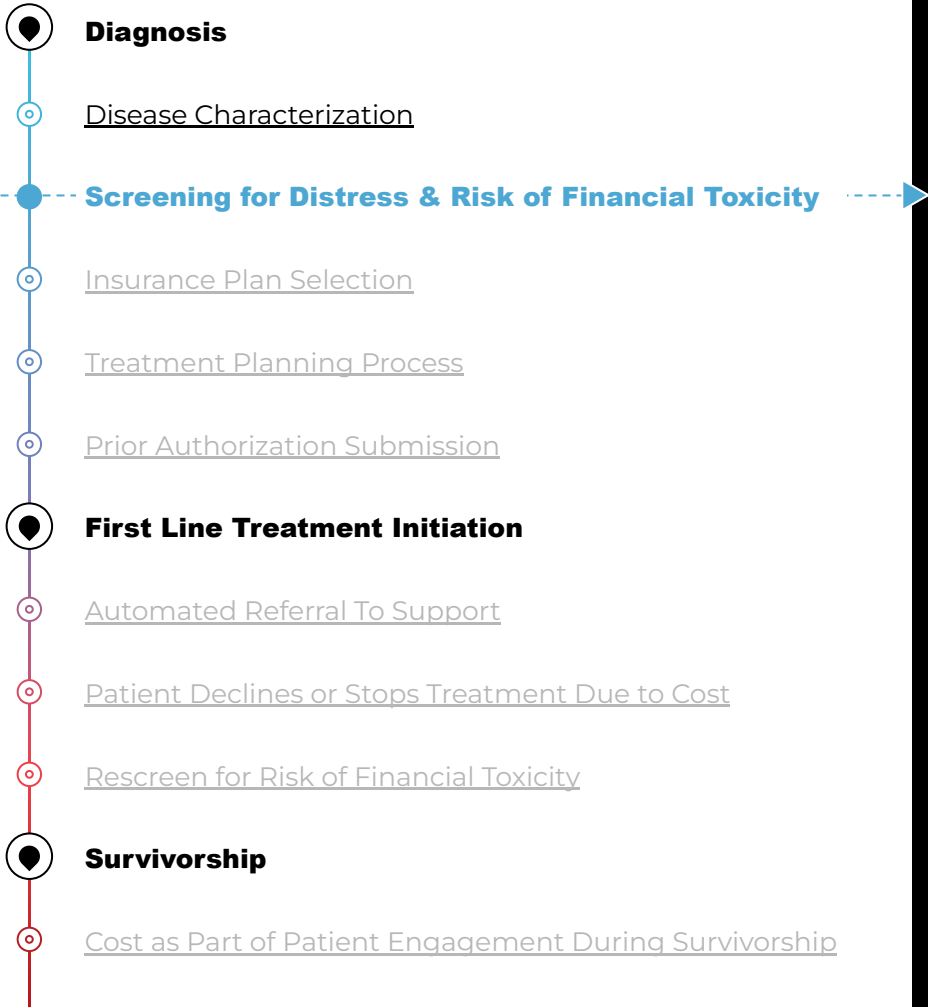 Diagnosis
Disease Characterization
Screening for Distress & Risk of Financial Toxicity
Insurance Plan Selection
Treatment Planning Process
Prior Authorization Submission
First Line Treatment Initiation
Automated Referral To Support
Patient Declines or Stops Treatment Due to Cost
Rescreen for Risk of Financial Toxicity
Survivorship
Cost as Part of Patient Engagement During Survivorship